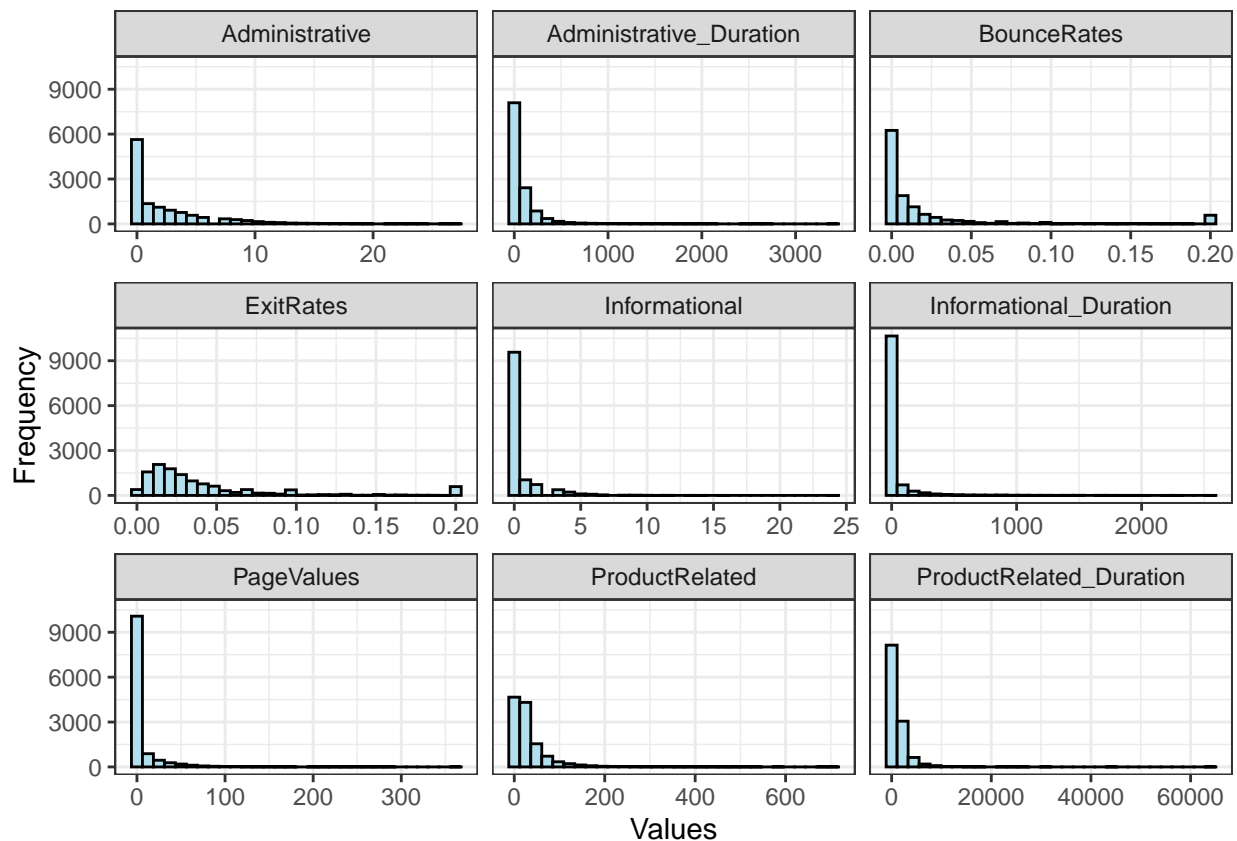 Administrative Administrative_Duration BounceRates
9000
6000
3000
0
0 10 20 0 1000 2000 3000 0.00 0.05 0.10 0.15 0.20
ExitRates Informational Informational_Duration
9000
6000
3000
0
0.00 0.05 0.10 0.15 0.20 0 5 10 15 20 25 0 1000 2000
PageValues ProductRelated ProductRelated_Duration
9000
6000
3000
0
0 100 200 300 0 200 400 600 0 20000 40000 60000
Values
Frequency